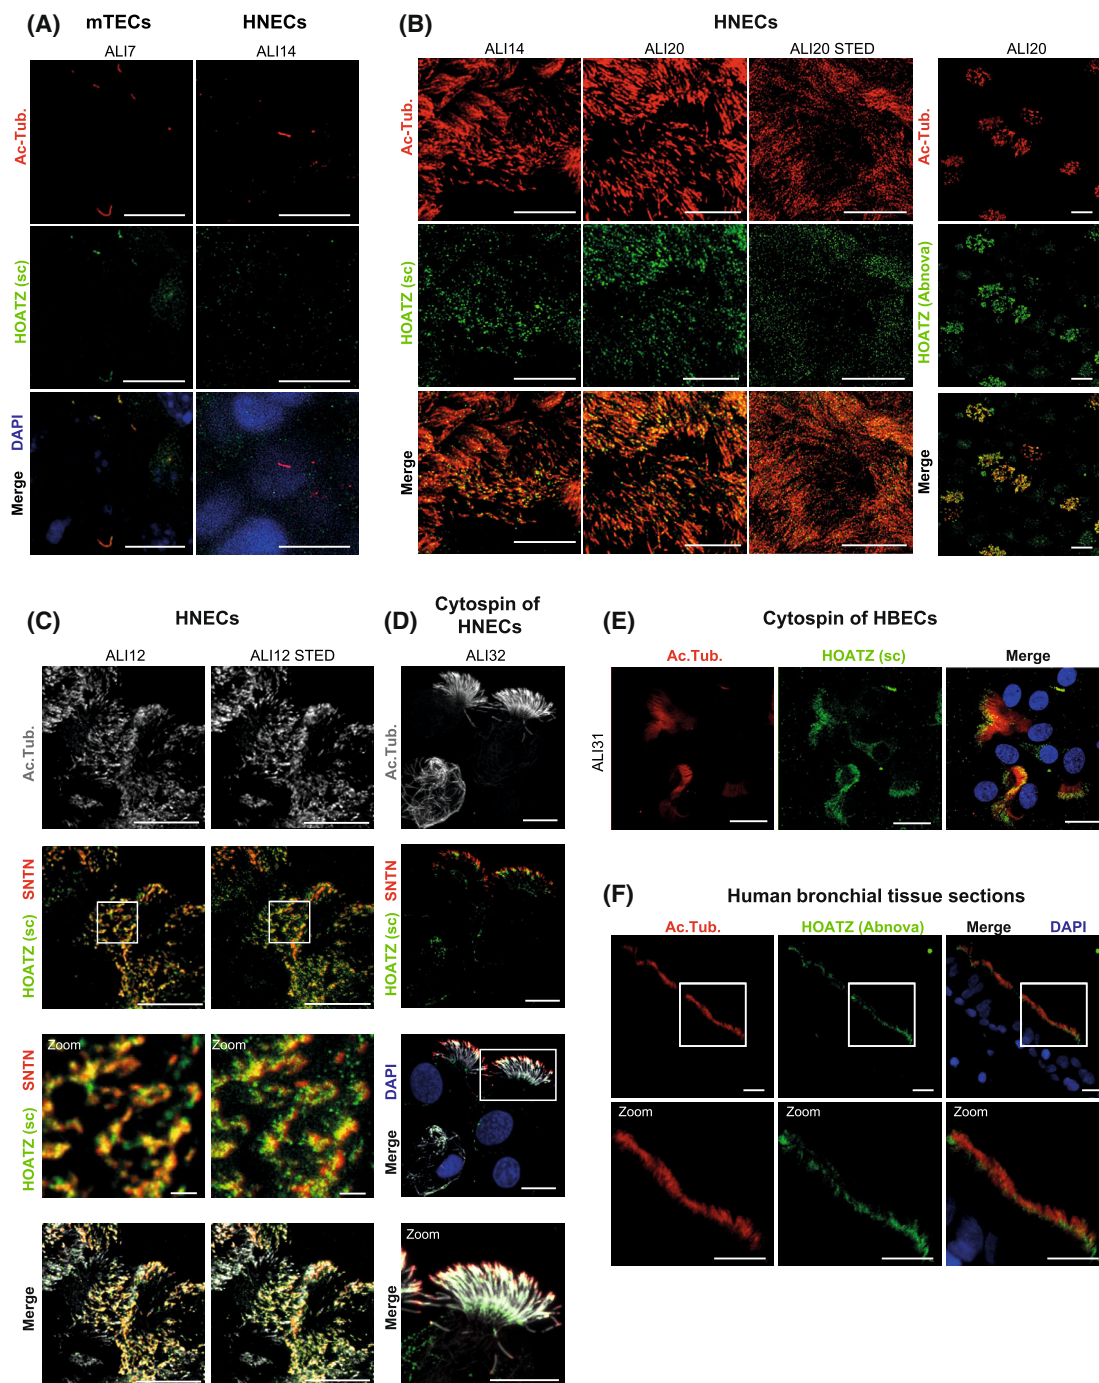 (A) mTECs HNECs
ALI7 ALI14
Ac-Tub.
HOATZ (sc)
Merge DAPI
(B) HNECs
ALI14 ALI20 ALI20 STED ALI20
Ac-Tub.
HOATZ (sc)
Merge
Ac-Tub.
HOATZ (Abnova)
Merge
(C) HNECs
ALI12 ALI12 STED
Ac.Tub.
HOATZ (sc) SNTN
HOATZ (sc) SNTN
Zoom Zoom
Merge
(D) Cytospin of
HNECs
ALI32
Ac.Tub.
HOATZ (sc) SNTN
Merge DAPI
Merge
Zoom
(E) Cytospin of HBECs
Ac.Tub. HOATZ (sc) Merge
ALI31
(F) Human bronchial tissue sections
Ac.Tub. HOATZ (Abnova) Merge DAPI
Zoom Zoom Zoom